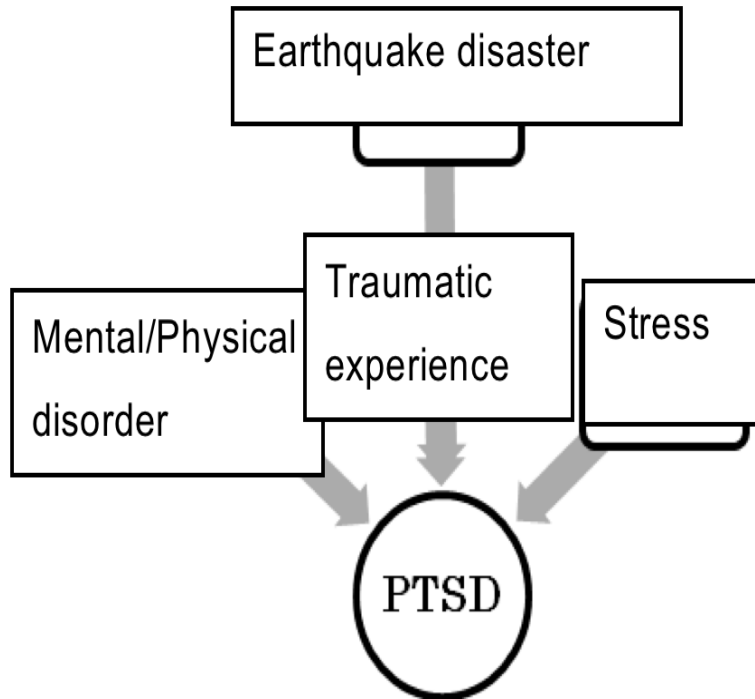 Earthquake disaster
Traumatic
experience
Mental/Physical
disorder
Stress
PTSD